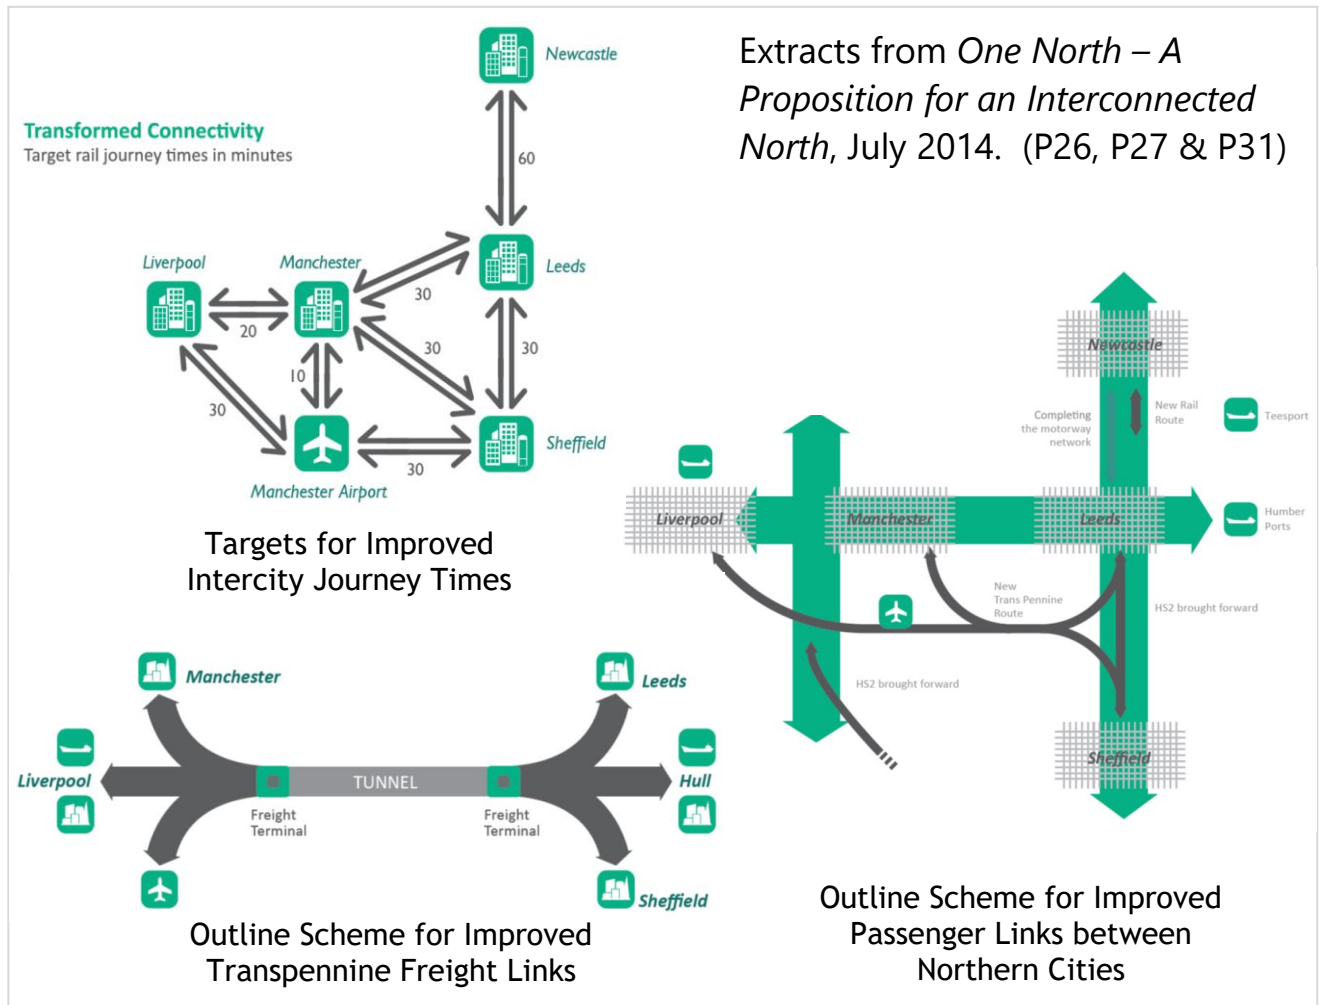 Extracts from One North – A
Proposition for an Interconnected
North, July 2014.  (P26, P27 & P31)
Transformed Connectivity
Target rail journey times in minutes
Newcastle
60
Liverpool
Manchester
Leeds
30
20
30
30
10
30
Sheffield
30
Manchester Airport
Targets for Improved
Intercity Journey Times
Newcastle
Completing
the motorway
network
New Rail
Route
Teesport
Liverpool
Manchester
Leeds
Humber
Ports
New
Trans Pennine
Route
HS2 brought forward
HS2 brought forward
Sheffield
Outline Scheme for Improved
Passenger Links between
Northern Cities
Manchester
Leeds
Liverpool
TUNNEL
Hull
Freight
Terminal
Freight
Terminal
Sheffield
Outline Scheme for Improved
Transpennine Freight Links